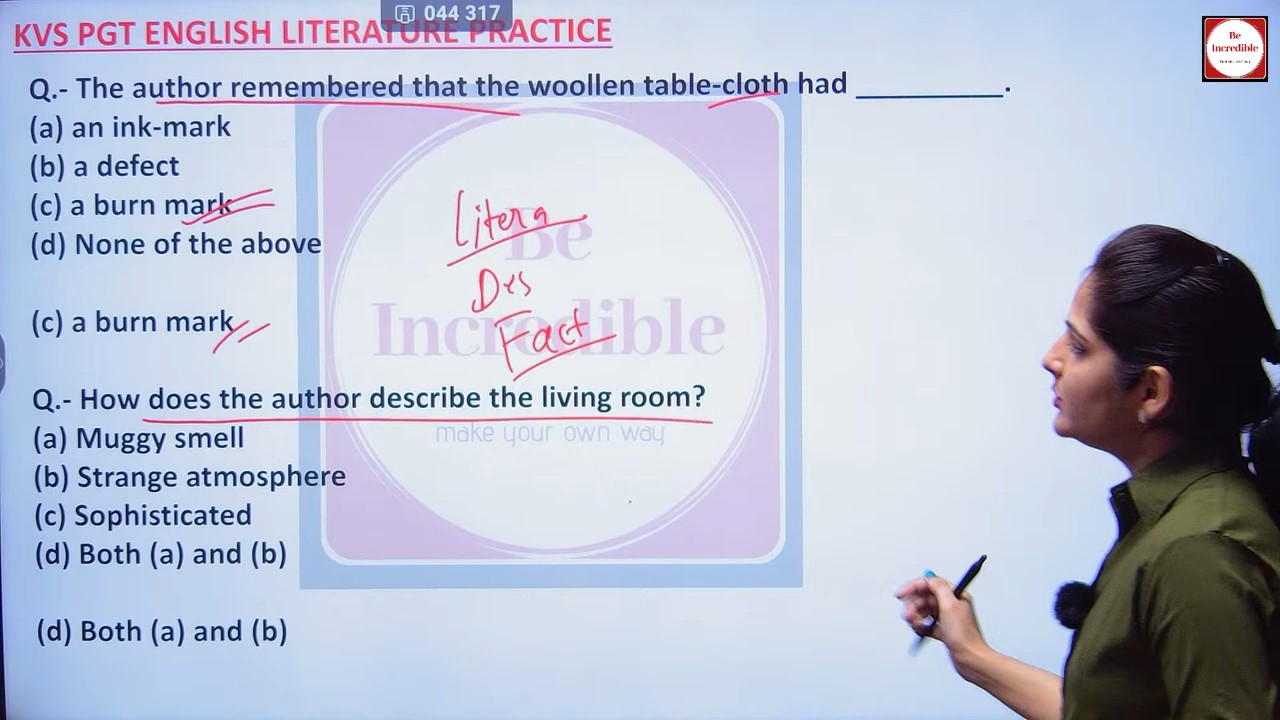 044 317
KVS PGT ENGLISH LITERATURE PRACTICE
Be
Incredible
Q.- The author remembered that the woollen table-cloth had __________.
(a) an ink-mark
(b) a defect
(c) a burn mark
(d) None of the above
Litera
Be
Des
(c) a burn mark
Incredible
Fact
Q.- How does the author describe the living room?
make your own way
(a) Muggy smell
(b) Strange atmosphere
(c) Sophisticated
(d) Both (a) and (b)
(d) Both (a) and (b)